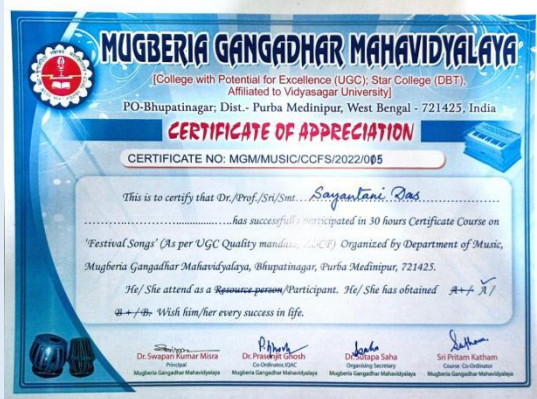 MUGBERIA GANGADHAR MAHAVIDYALAYA
[College with Potential for Excellence (UGC); Star College (DBT),
Affiliated to Vidyasagar University]
PO-Bhupatinagar; Dist.- Purba Medinipur, West Bengal - 721425, India
CERTIFICATE OF APPRECIATION
CERTIFICATE NO: MGM/MUSIC/CCFS/2022/005
This is to certify that Dr./Prof./Sri/Smt....Sayantani Das..........
....................................has successfully participated in 30 hours Certificate Course on
'Festival Songs' (As per UGC Quality mandate, Organized by Department of Music,
Mugberia Gangadhar Mahavidyalaya, Bhupatinagar, Purba Medinipur, 721425.
He/ She attend as a Resource person/Participant. He/ She has obtained A+/ A/
B+/B. Wish him/her every success in life.
Dr. Swapan Kumar Misra Dr. Prasenjit Ghosh Dr. Sutapa Saha Sri Pritam Katham
Principal Co-Ordinator, IQAC Organising Secretary Course Co-Ordinator
Mugberia Gangadhar Mahavidyalaya Mugberia Gangadhar Mahavidyalaya Mugberia Gangadhar Mahavidyalaya Mugberia Gangadhar Mahavidyalaya